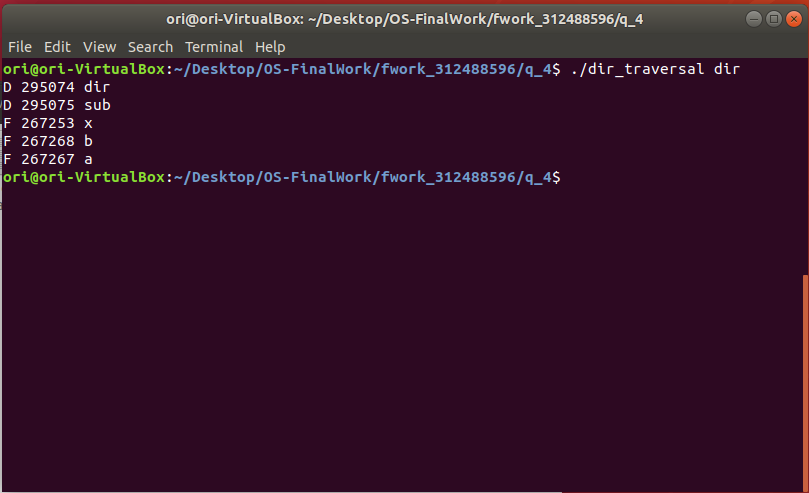 ori@ori-VirtualBox: ~/Desktop/OS-FinalWork/fwork_312488596/q_4
File Edit View Search Terminal Help
ori@ori-VirtualBox:~/Desktop/OS-FinalWork/fwork_312488596/q_4$ ./dir_traversal dir
D 295074 dir
D 295075 sub
F 267253 x
F 267268 b
F 267267 a
ori@ori-VirtualBox:~/Desktop/OS-FinalWork/fwork_312488596/q_4$